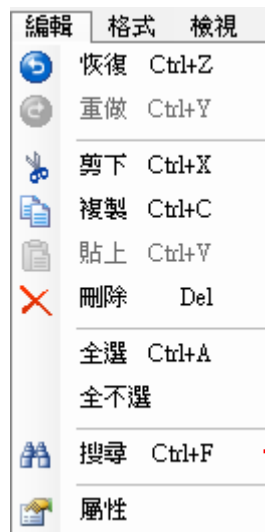 編輯 格式 檢視
恢復 Ctrl+Z
重做 Ctrl+Y
剪下 Ctrl+X
複製 Ctrl+C
貼上 Ctrl+V
刪除 Del
全選 Ctrl+A
全不選
搜尋 Ctrl+F
屬性